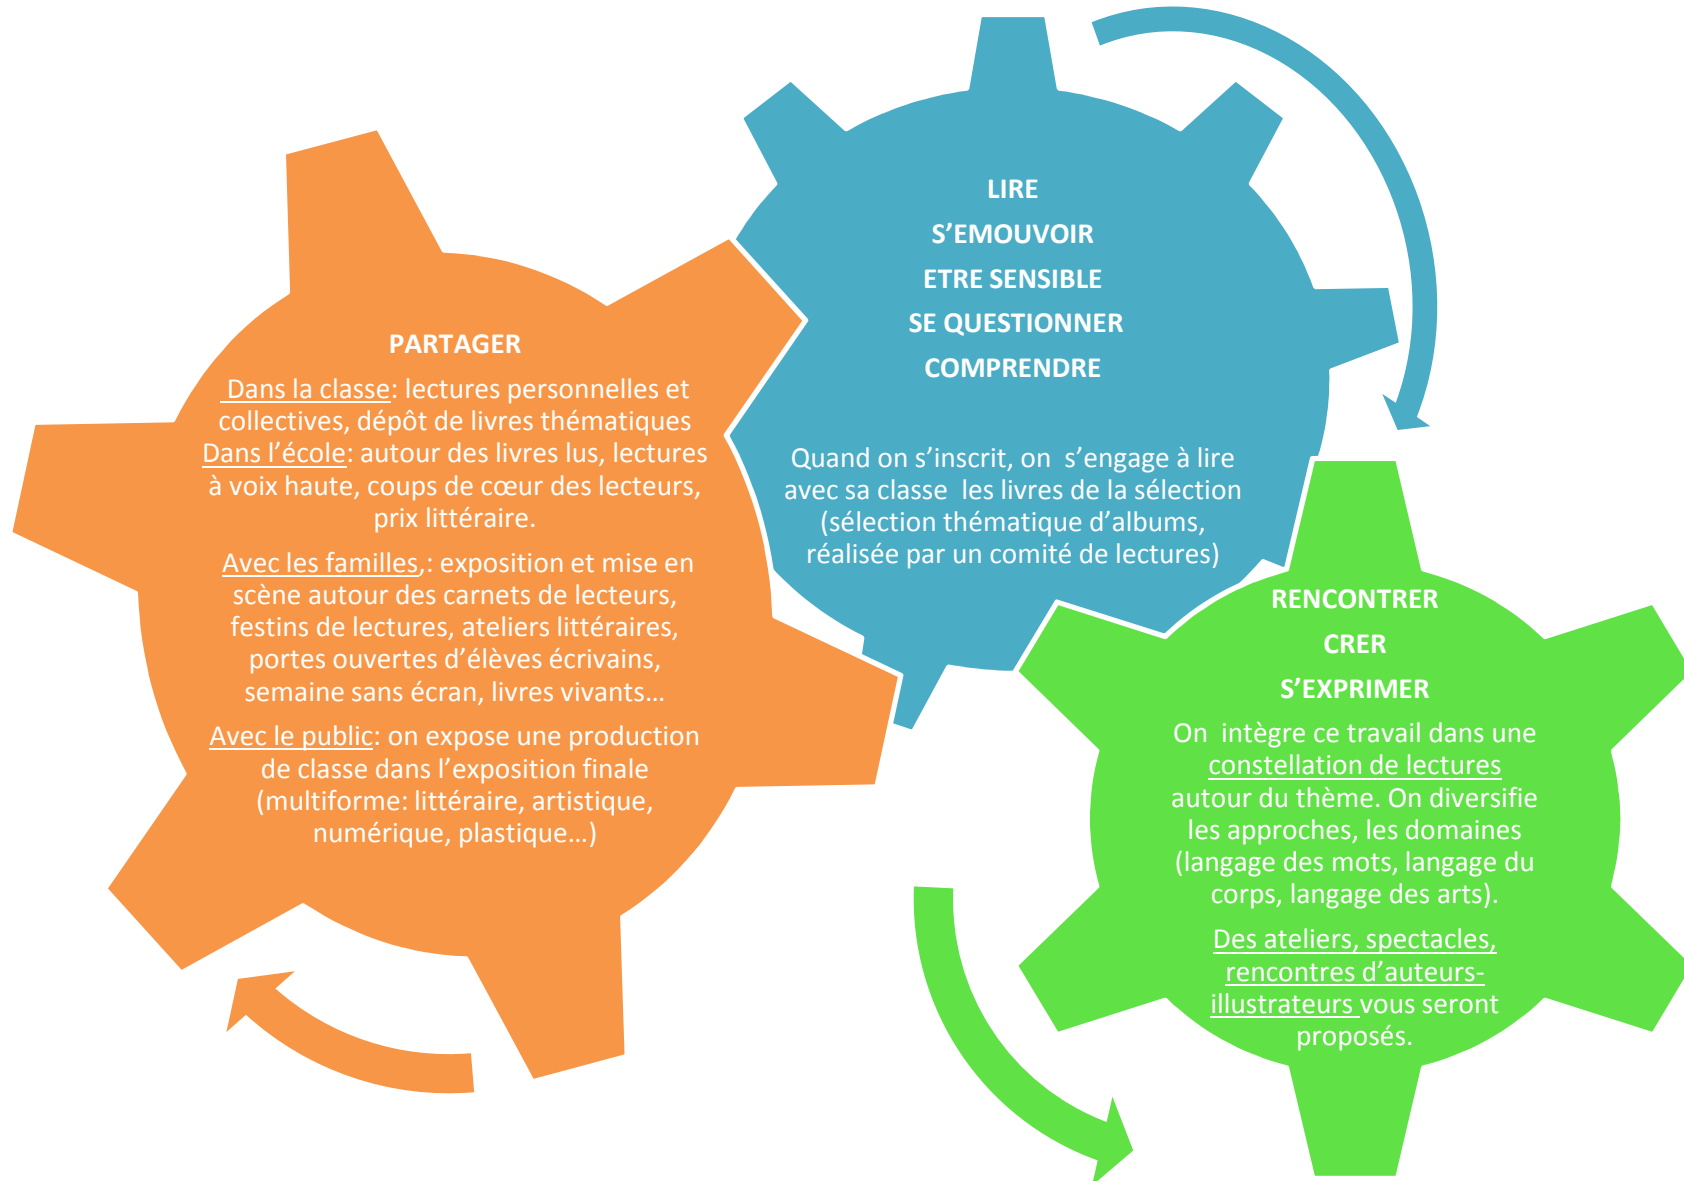 LIRE
S’EMOUVOIR
ETRE SENSIBLE
SE QUESTIONNER
COMPRENDRE
Quand on s’inscrit, on s’engage à lire
avec sa classe les livres de la sélection
(sélection thématique d’albums,
réalisée par un comité de lectures)
PARTAGER
Dans la classe: lectures personnelles et
collectives, dépôt de livres thématiques
Dans l’école: autour des livres lus, lectures
à voix haute, coups de cœur des lecteurs,
prix littéraire.
Avec les familles,: exposition et mise en
scène autour des carnets de lecteurs,
festins de lectures, ateliers littéraires,
portes ouvertes d’élèves écrivains,
semaine sans écran, livres vivants…
Avec le public: on expose une production
de classe dans l’exposition finale
(multiforme: littéraire, artistique,
numérique, plastique…)
RENCONTRER
CRER
S’EXPRIMER
On intègre ce travail dans une
constellation de lectures
autour du thème. On diversifie
les approches, les domaines
(langage des mots, langage du
corps, langage des arts).
Des ateliers, spectacles,
rencontres d’auteurs-
illustrateurs vous seront
proposés.